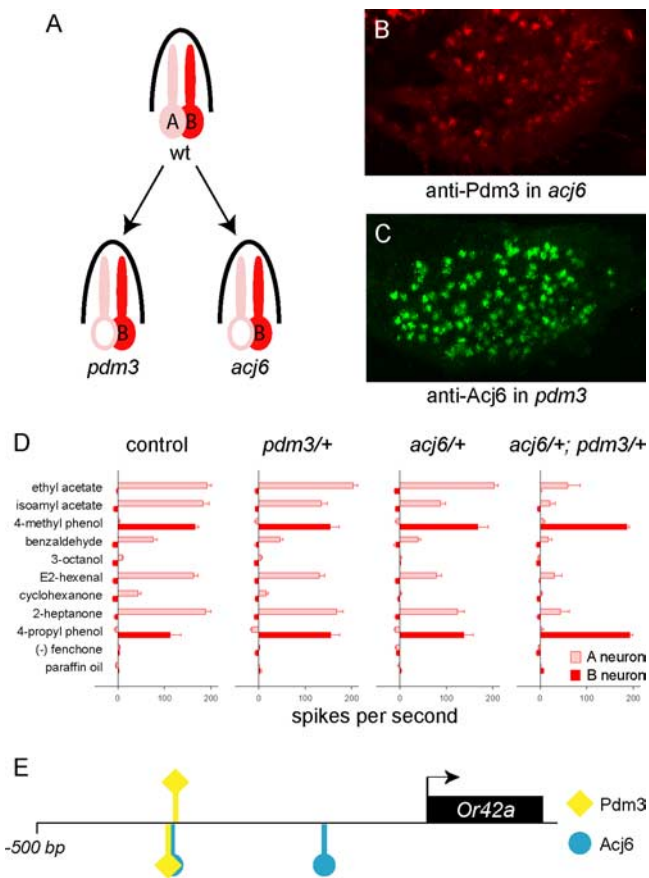 A
A B
wt
B
pdm3
B
acj6
B
anti-Pdm3 in acj6
C
anti-Acj6 in pdm3
D
control
pdm3/+
acj6/+
acj6/+; pdm3/+
ethyl acetate
isoamyl acetate
4-methyl phenol
benzaldehyde
3-octanol
E2-hexenal
cyclohexanone
2-heptanone
4-propyl phenol
(-) fenchone
paraffin oil
A neuron
B neuron
0 100 200 0 100 200 0 100 200 0 100 200
spikes per second
E
-500 bp
Or42a
Pdm3
Acj6